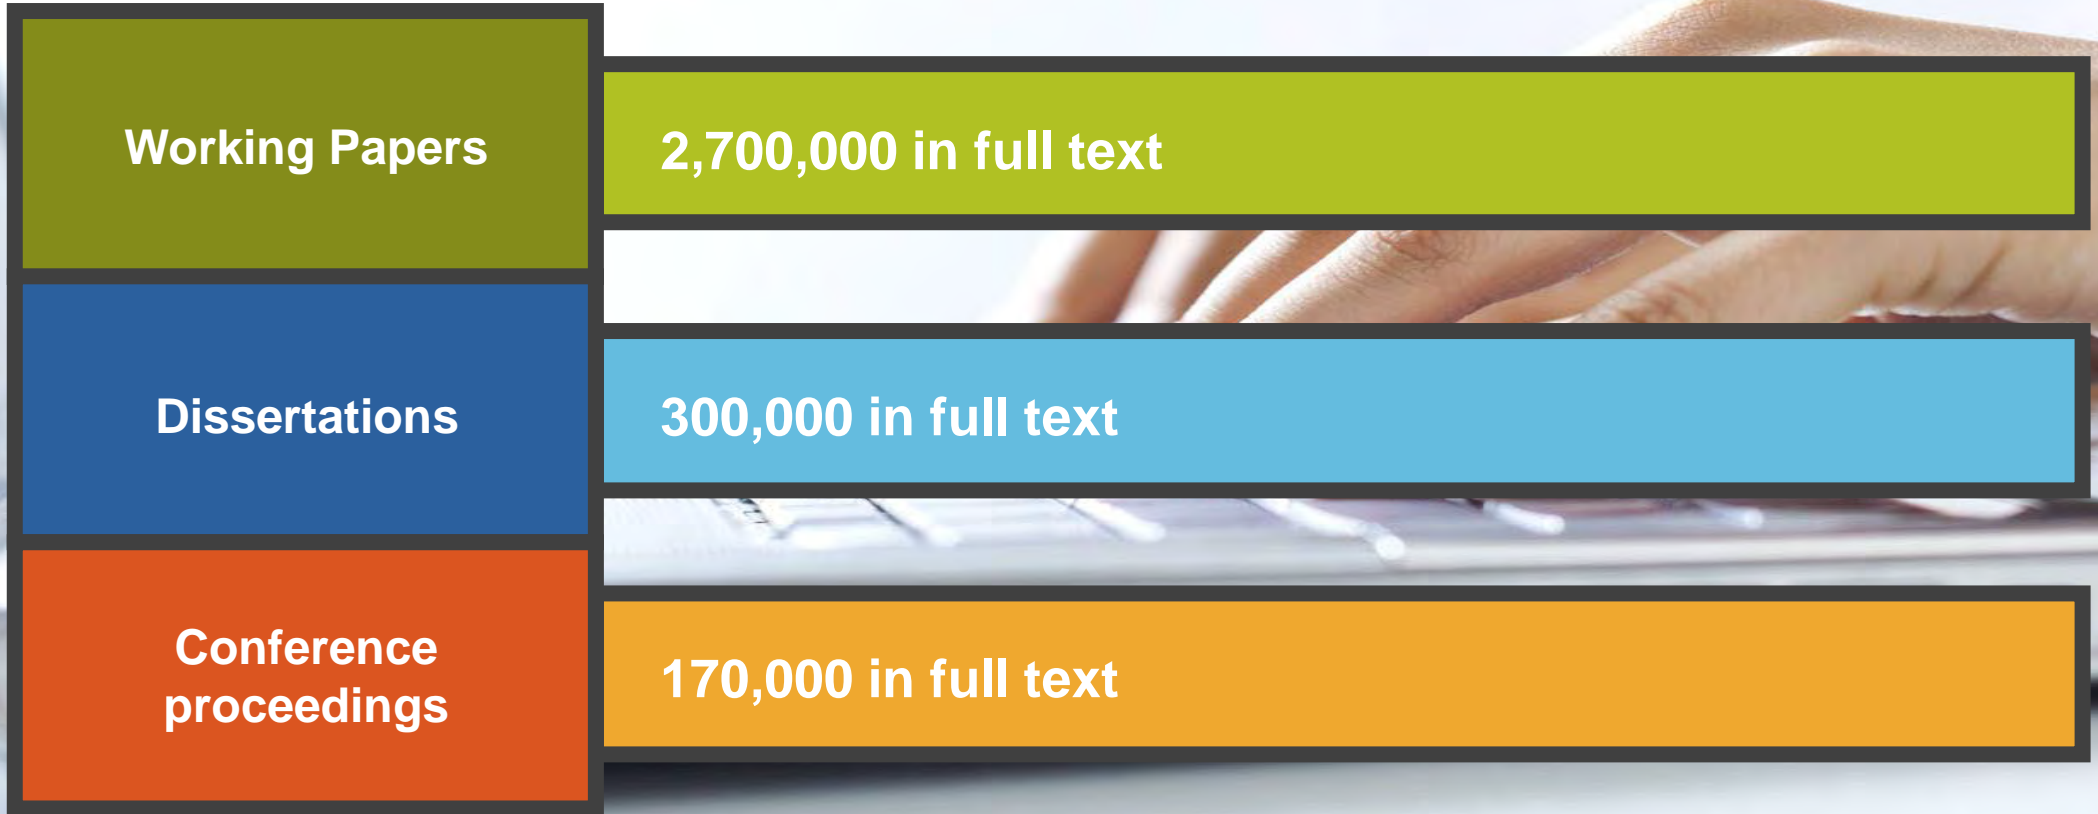 Working Papers
2,700,000 in full text
Dissertations
300,000 in full text
Conference
proceedings
170,000 in full text